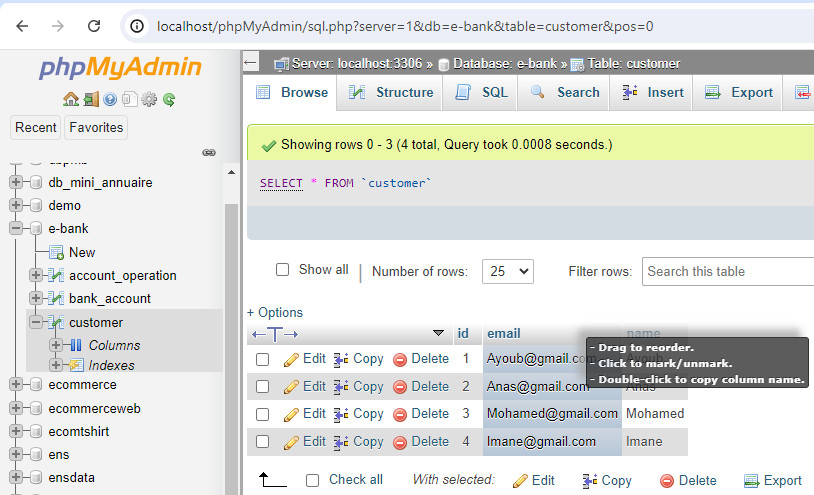 localhost/phpMyAdmin/sql.php?server=1&db=e-bank&table=customer&pos=0
phpMyAdmin
Recent
Favorites
db_mini_annuaire
demo
e-bank
New
account_operation
bank_account
customer
Columns
Indexes
ecommerce
ecommerceweb
ecomtshirt
ens
ensdata
Server: localhost:3306 » Database: e-bank » Table: customer
Browse Structure SQL Search Insert Export
Showing rows 0 - 3 (4 total, Query took 0.0008 seconds.)
SELECT * FROM `customer`
Show all | Number of rows: 25 Filter rows: Search this table
+ Options
←T→ id email name
Edit Copy Delete 1 Ayoub@gmail.com
Edit Copy Delete 2 Anas@gmail.com Anas
Edit Copy Delete 3 Mohamed@gmail.com Mohamed
Edit Copy Delete 4 Imane@gmail.com Imane
- Drag to reorder.
- Click to mark/unmark.
- Double-click to copy column name.
Check all With selected: Edit Copy Delete Export